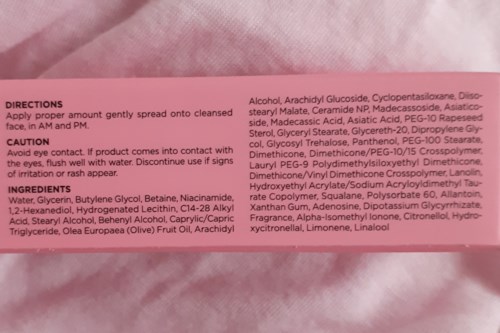 DIRECTIONS
Apply proper amount gently spread onto cleansed
face, in AM and PM.
CAUTION
Avoid eye contact. If product comes into contact with
the eyes, flush well with water. Discontinue use if signs
of irritation or rash appear.
INGREDIENTS
Water, Glycerin, Butylene Glycol, Betaine, Niacinamide,
1,2-Hexanediol, Hydrogenated Lecithin, C14-28 Alkyl
Acid, Stearyl Alcohol, Behenyl Alcohol, Caprylic/Capric
Triglyceride, Olea Europaea (Olive) Fruit Oil, Arachidyl
Alcohol, Arachidyl Glucoside, Cyclopentasiloxane, Diiso-
stearyl Malate, Ceramide NP, Madecassoside, Asiatico-
side, Madecassic Acid, Asiatic Acid, PEG-10 Rapeseed
Sterol, Glyceryl Stearate, Glycereth-20, Dipropylene Gly-
col, Glycosyl Trehalose, Panthenol, PEG-100 Stearate,
Dimethicone, Dimethicone/PEG-10/15 Crosspolymer,
Lauryl PEG-9 Polydimethylsiloxyethyl Dimethicone,
Dimethicone/Vinyl Dimethicone Crosspolymer, Lanolin,
Hydroxyethyl Acrylate/Sodium Acryloyldimethyl Tau-
rate Copolymer, Squalane, Polysorbate 60, Allantoin,
Xanthan Gum, Adenosine, Dipotassium Glycyrrhizate,
Fragrance, Alpha-Isomethyl Ionone, Citronellol, Hydro-
xycitronellal, Limonene, Linalool